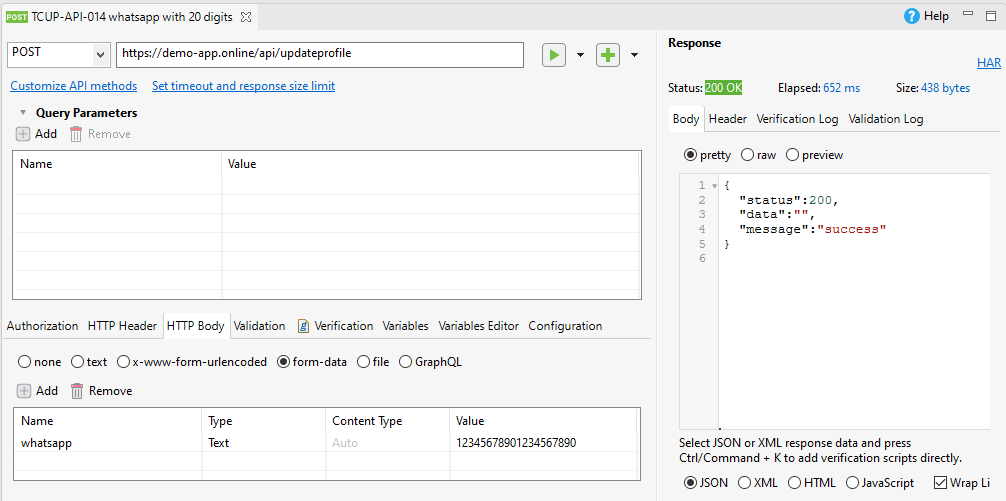 POST TCUP-API-014 whatsapp with 20 digits
Help
POST https://demo-app.online/api/updateprofile
Customize API methods Set timeout and response size limit
Query Parameters
Add Remove
Name Value
Authorization HTTP Header HTTP Body Validation Verification Variables Variables Editor Configuration
none text x-www-form-urlencoded form-data file GraphQL
Add Remove
Name Type Content Type Value
whatsapp Text Auto 12345678901234567890
Response
HAR
Status: 200 OK Elapsed: 652 ms Size: 438 bytes
Body Header Verification Log Validation Log
pretty raw preview
1 {
2 "status":200,
3 "data":"",
4 "message":"success"
5 }
6
Select JSON or XML response data and press
Ctrl/Command + K to add verification scripts directly.
JSON XML HTML JavaScript Wrap Li